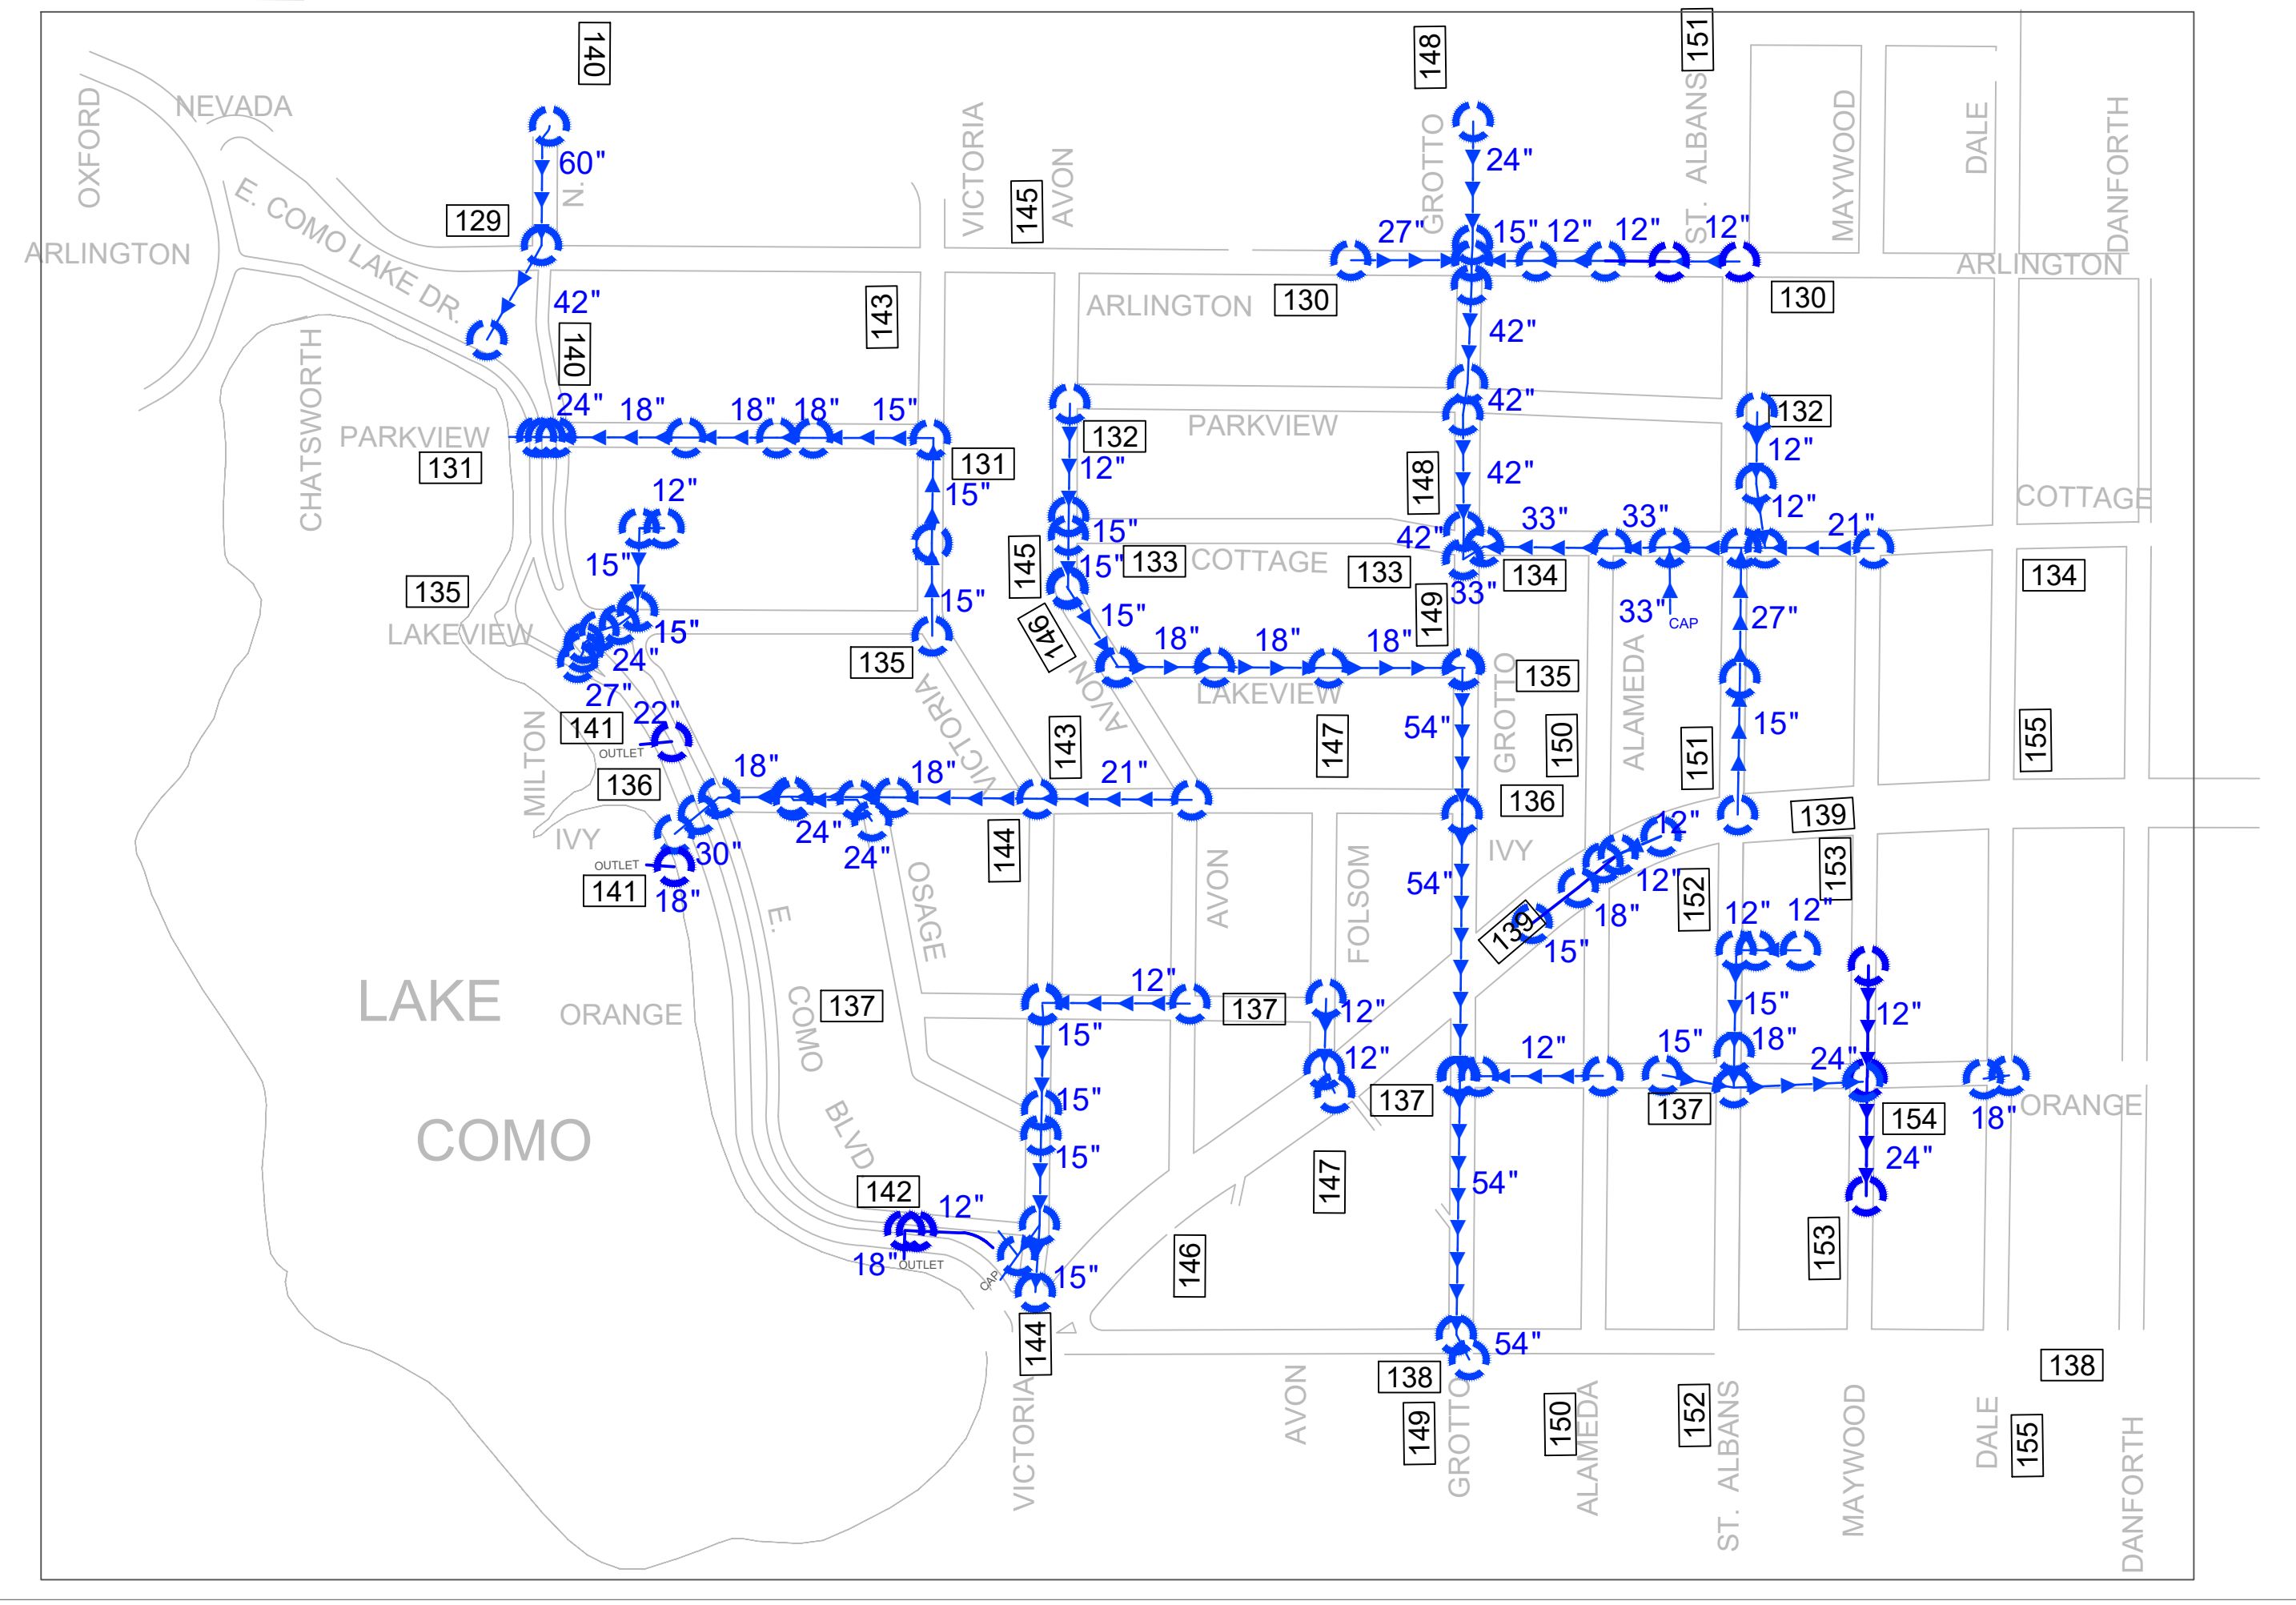 140
148
151
OXFORD
NEVADA
N.
VICTORIA
AVON
GROTTO
ST. ALBANS
MAYWOOD
DALE
DANFORTH
60"
24"
129
145
E. COMO LAKE DR.
ARLINGTON
27"
15"
12"
12"
12"
ARLINGTON
42"
143
ARLINGTON
130
130
42"
CHATSWORTH
140
24"
18"
18"
18"
15"
PARKVIEW
131
131
132
PARKVIEW
42"
132
12"
15"
12"
148
42"
12"
COTTAGE
12"
15"
15"
42"
33"
33"
12"
21"
145
15"
133
COTTAGE
133
134
134
135
15"
149
33"
33"
CAP
27"
LAKEVIEW
15"
24"
135
146
15"
18"
18"
18"
27"
VICTORIA
AVON
LAKEVIEW
GROTTO
135
ALAMEDA
141
22"
OUTLET
MILTON
143
147
54"
150
151
15"
155
136
18"
18"
21"
136
139
IVY
30"
24"
24"
144
IVY
12"
OUTLET
141
18"
OSAGE
AVON
FOLSOM
54"
12"
152
153
E.
18"
139
15"
12"
12"
LAKE
ORANGE
COMO
137
12"
137
12"
15"
12"
15"
12"
12"
15"
18"
24"
COMO
15"
137
137
154
18"
ORANGE
BLVD
15"
24"
142
12"
147
54"
18"
OUTLET
CAP
15"
146
153
144
54"
138
138
VICTORIA
AVON
149
GROTTO
150
ALAMEDA
152
ST. ALBANS
MAYWOOD
DALE
155
DANFORTH